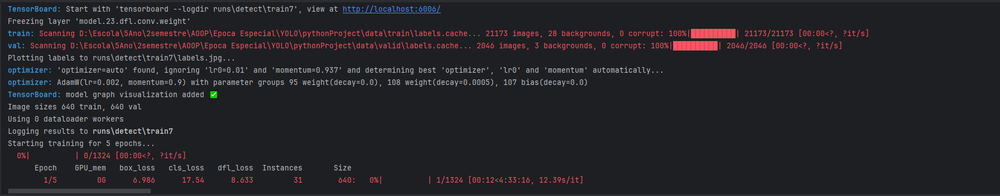 TensorBoard: Start with 'tensorboard --logdir runs\detect\train7', view at http://localhost:6006/
Freezing layer 'model.23.dfl.conv.weight'
train: Scanning D:\Escola\5Ano\2semestre\AOOP\Epoca Especial\YOLO\pythonProject\data\train\labels.cache... 21173 images, 28 backgrounds, 0 corrupt: 100%|██████████| 21173/21173 [00:00<?, ?it/s]
val: Scanning D:\Escola\5Ano\2semestre\AOOP\Epoca Especial\YOLO\pythonProject\data\valid\labels.cache... 2046 images, 3 backgrounds, 0 corrupt: 100%|██████████| 2046/2046 [00:00<?, ?it/s]
Plotting labels to runs\detect\train7\labels.jpg...
optimizer: 'optimizer=auto' found, ignoring 'lr0=0.01' and 'momentum=0.937' and determining best 'optimizer', 'lr0' and 'momentum' automatically...
optimizer: AdamW(lr=0.002, momentum=0.9) with parameter groups 95 weight(decay=0.0), 108 weight(decay=0.0005), 107 bias(decay=0.0)
TensorBoard: model graph visualization added ✅
Image sizes 640 train, 640 val
Using 0 dataloader workers
Logging results to runs\detect\train7
Starting training for 5 epochs...
  0%|          | 0/1324 [00:00<?, ?it/s]
      Epoch    GPU_mem   box_loss   cls_loss   dfl_loss  Instances       Size
        1/5         0G      6.986      17.54      8.633         31        640:   0%|          | 1/1324 [00:12<4:33:16, 12.39s/it]